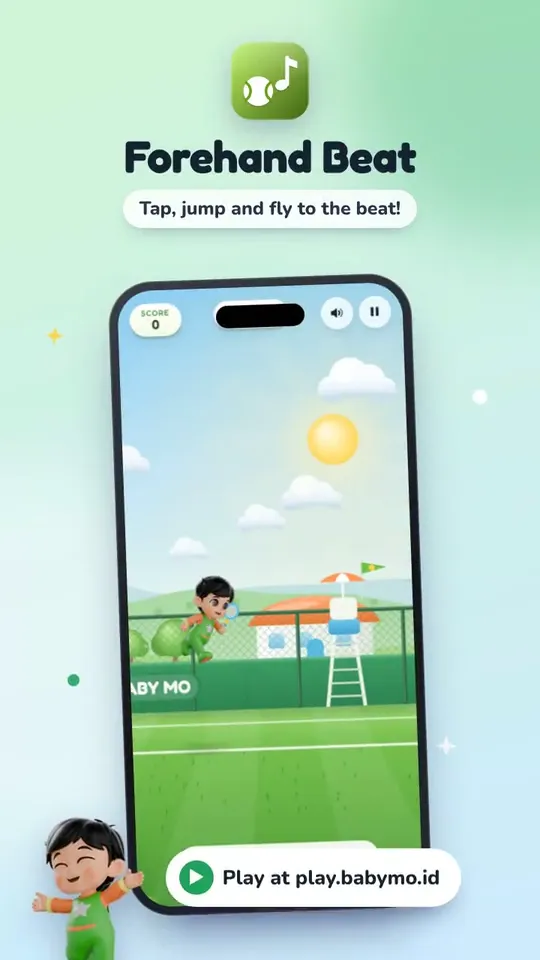 Forehand Beat
Tap, jump and fly to the beat!
SCORE
0
ABY MO
Play at play.babymo.id